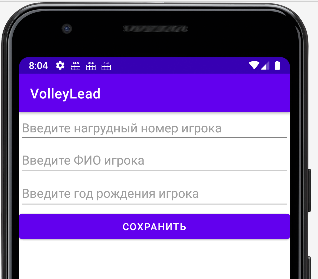 8:04
VolleyLead
Введите нагрудный номер игрока
Введите ФИО игрока
Введите год рождения игрока
СОХРАНИТЬ